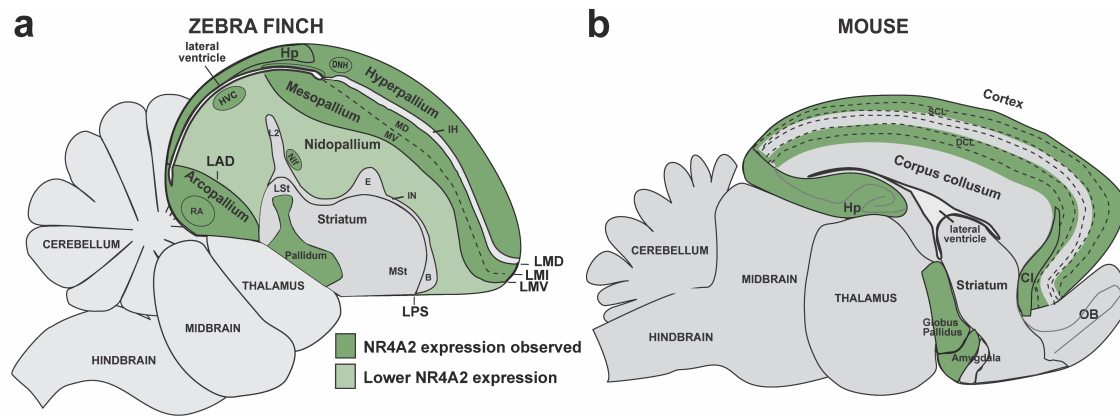 a
ZEBRA FINCH
lateral
ventricle
Hp
DNH
Hyperpallium
HVC
Mesopallium
MD
MV
IH
L2
Nidopallium
LAD
NIf
Arcopallium
LSt
E
IN
RA
Striatum
CEREBELLUM
Pallidum
MSt
B
LMD
LMI
LMV
THALAMUS
LPS
MIDBRAIN
HINDBRAIN
NR4A2 expression observed
Lower NR4A2 expression
b
MOUSE
Cortex
SCL
DCL
Corpus collusum
Hp
lateral
ventricle
CEREBELLUM
MIDBRAIN
Striatum
Cl
THALAMUS
OB
Globus
Pallidus
HINDBRAIN
Amygdala